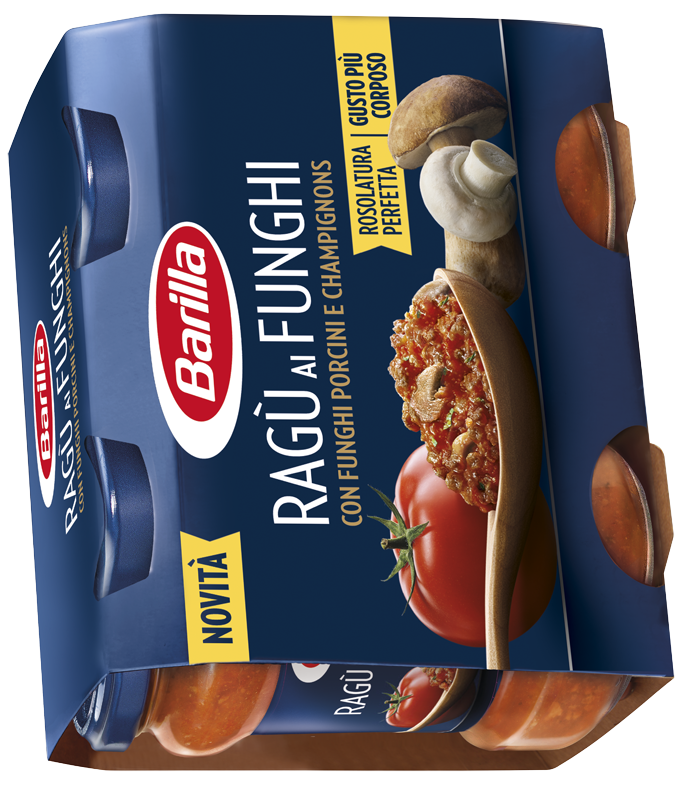 Barilla
RAGÙ AI FUNGHI
CON FUNGHI PORCINI E CHAMPIGNONS
ROSOLATURA PERFETTA
GUSTO PIÙ CORPOSO
NOVITÀ
Barilla
RAGÙ AI FUNGHI
CON FUNGHI PORCINI E CHAMPIGNONS
RAGÙ